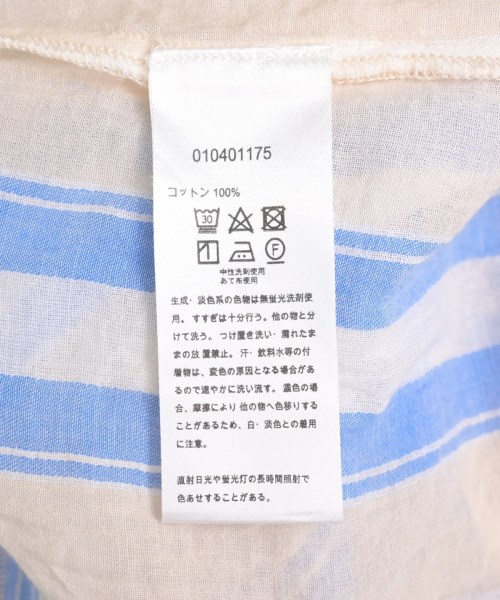 010401175
コットン 100%
30
中性洗剤使用
あて布使用
生成・淡色系の色物は無蛍光洗剤使
用。 すすぎは十分行う。他の物と分
けて洗う。 つけ置き洗い・濡れたま
まの放置禁止。 汗・飲料水等の付
着物は、変色の原因となる場合があ
るので速やかに洗い流す。 濃色の場
合、摩擦により 他の物へ色移りする
ことがあるため、白・淡色との着用
に注意。
直射日光や蛍光灯の長時間照射で
色あせすることがある。